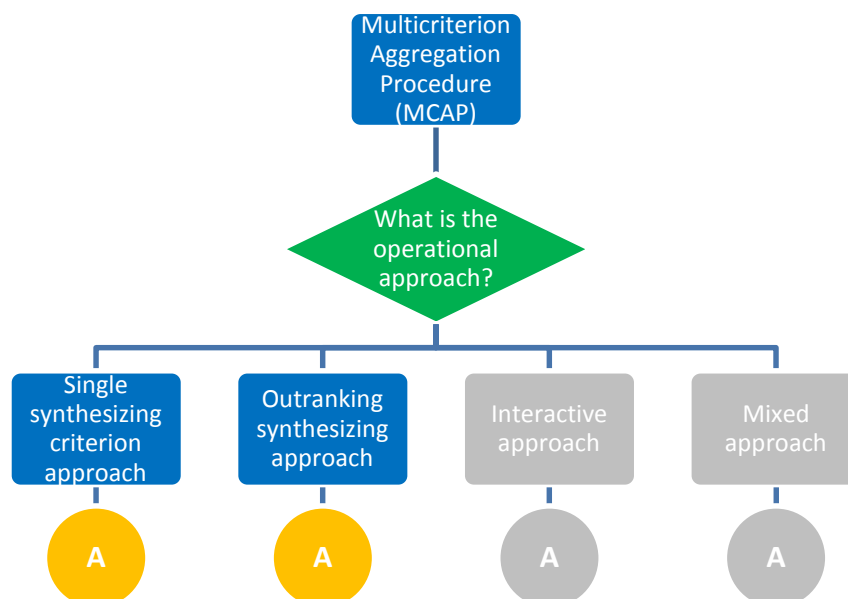 Multicriterion
Aggregation
Procedure
(MCAP)
What is the
operational
approach?
Single
synthesizing
criterion
approach
Outranking
synthesizing
approach
Interactive
approach
Mixed
approach
A
A
A
A